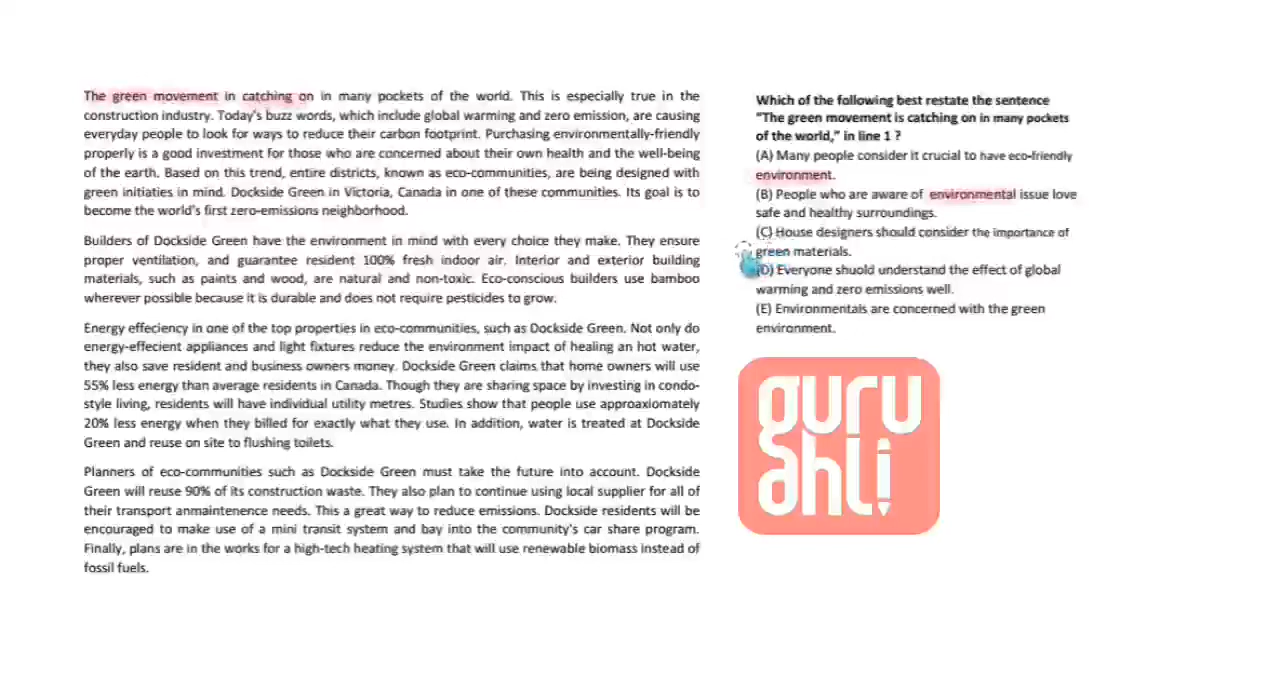 The green movement in catching on in many pockets of the world. This is especially true in the
construction industry. Today's buzz words, which include global warming and zero emission, are causing
everyday people to look for ways to reduce their carbon footprint. Purchasing environmentally-friendly
properly is a good investment for those who are concerned about their own health and the well-being
of the earth. Based on this trend, entire districts, known as eco-communities, are being designed with
green initiaties in mind. Dockside Green in Victoria, Canada in one of these communities. Its goal is to
become the world's first zero-emissions neighborhood.
Builders of Dockside Green have the environment in mind with every choice they make. They ensure
proper ventilation, and guarantee resident 100% fresh indoor air. Interior and exterior building
materials, such as paints and wood, are natural and non-toxic. Eco-conscious builders use bamboo
wherever possible because it is durable and does not require pesticides to grow.
Energy effeciency in one of the top properties in eco-communities, such as Dockside Green. Not only do
energy-effecient appliances and light fixtures reduce the environment impact of healing an hot water,
they also save resident and business owners money. Dockside Green claims that home owners will use
55% less energy than average residents in Canada. Though they are sharing space by investing in condo-
style living, residents will have individual utility metres. Studies show that people use approaxiomately
20% less energy when they billed for exactly what they use. In addition, water is treated at Dockside
Green and reuse on site to flushing toilets.
Planners of eco-communities such as Dockside Green must take the future into account. Dockside
Green will reuse 90% of its construction waste. They also plan to continue using local supplier for all of
their transport anmaintenence needs. This a great way to reduce emissions. Dockside residents will be
encouraged to make use of a mini transit system and bay into the community's car share program.
Finally, plans are in the works for a high-tech heating system that will use renewable biomass instead of
fossil fuels.
Which of the following best restate the sentence
"The green movement is catching on in many pockets
of the world," in line 1 ?
(A) Many people consider it crucial to have eco-friendly
environment.
(B) People who are aware of environmental issue love
safe and healthy surroundings.
(C) House designers should consider the importance of
green materials.
(D) Everyone shuold understand the effect of global
warming and zero emissions well.
(E) Environmentals are concerned with the green
environment.
guru
ahli